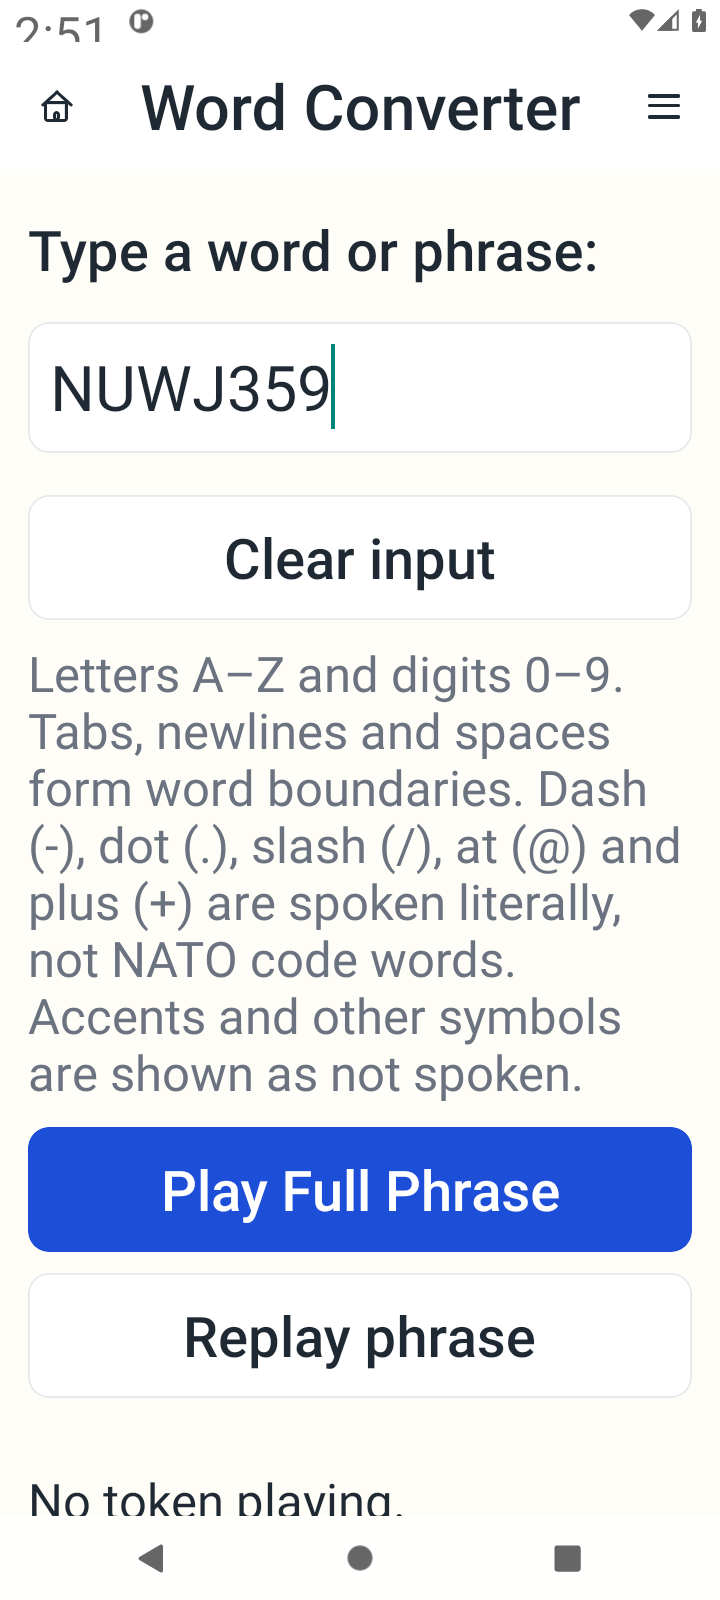 2:51
Word Converter
Type a word or phrase:
NUWJ359
Clear input
Letters A–Z and digits 0–9.
Tabs, newlines and spaces
form word boundaries. Dash
(-), dot (.), slash (/), at (@) and
plus (+) are spoken literally,
not NATO code words.
Accents and other symbols
are shown as not spoken.
Play Full Phrase
Replay phrase
No token playing.